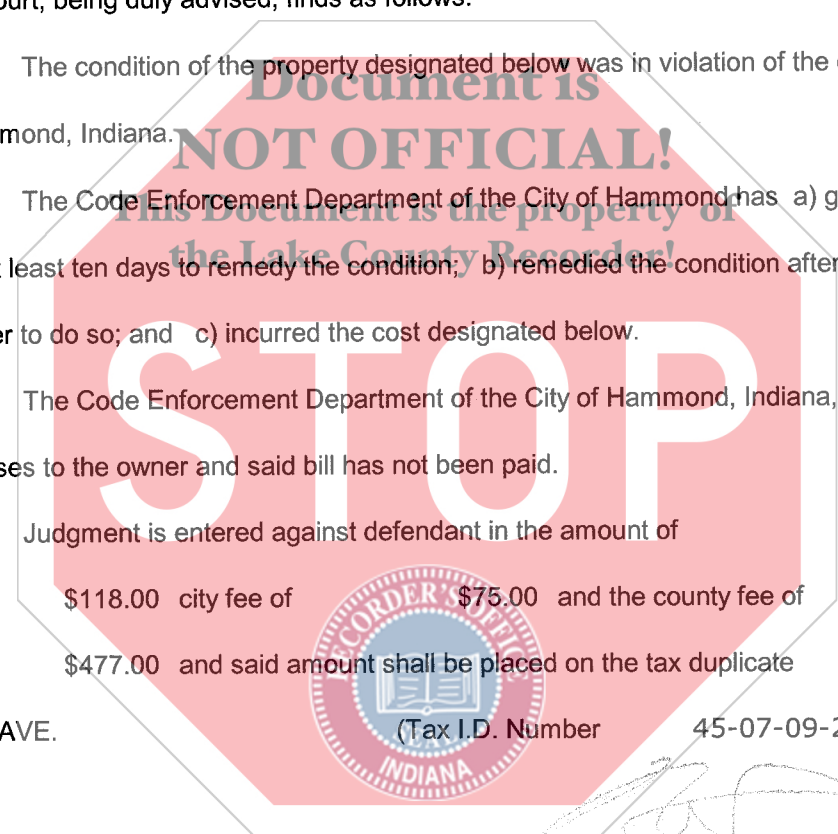 ourt, being duly advised, finds as follows:
The condition of the property designated below was in violation of the
mond, Indiana.
The Code Enforcement Department of the City of Hammond has a) g
least ten days to remedy the condition; b) remedied the condition after
er to do so; and c) incurred the cost designated below.
The Code Enforcement Department of the City of Hammond, Indiana,
ses to the owner and said bill has not been paid.
Judgment is entered against defendant in the amount of
$118.00 city fee of $75.00 and the county fee of
$477.00 and said amount shall be placed on the tax duplicate
AVE. (Tax I.D. Number 45-07-09-2
Document is
NOT OFFICIAL!
This Document is the property of
the Lake County Recorder!
STOP
RECORDER'S OFFICE
SEAL
INDIANA